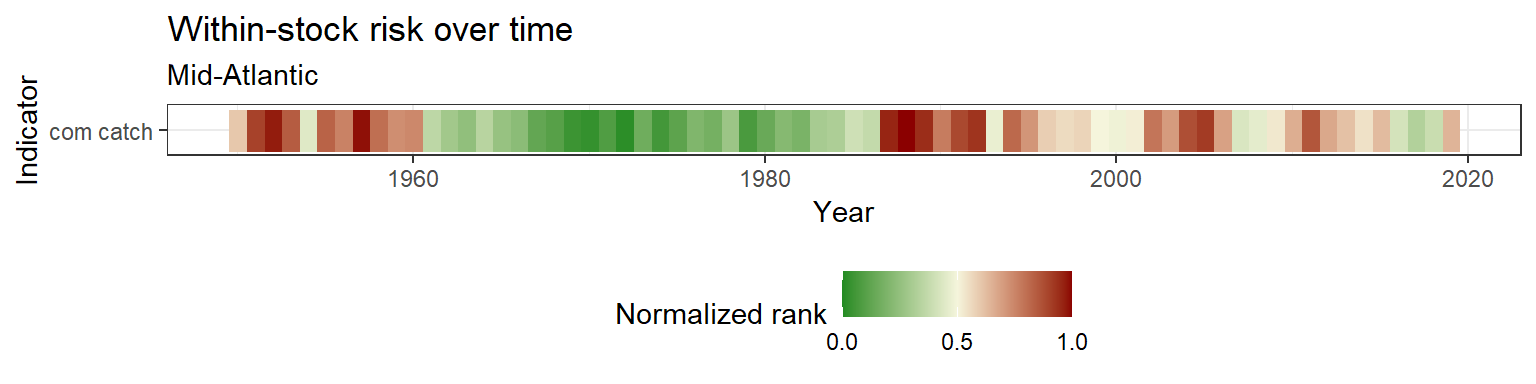 Within-stock risk over time
Mid-Atlantic
Indicator
com catch
1960 1980 2000 2020
Year
Normalized rank
0.0 0.5 1.0